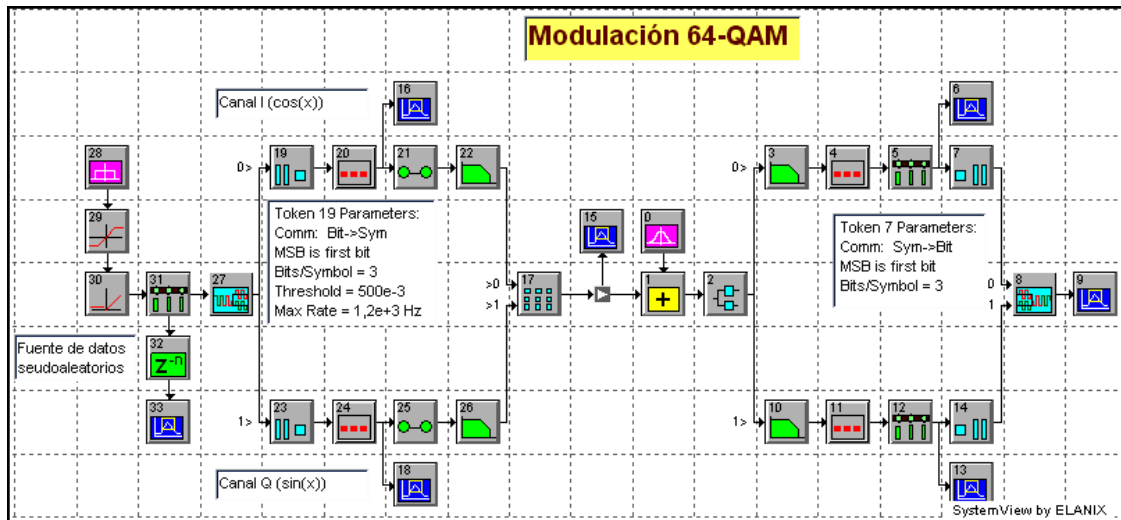 Modulación 64-QAM
Canal I (cos(x))
16
6
28
0>
19
20
21
22
0>
3
4
5
7
29
Token 19 Parameters:
Comm: Bit->Sym
MSB is first bit
Bits/Symbol = 3
Threshold = 500e-3
Max Rate = 1,2e+3 Hz
15
0
Token 7 Parameters:
Comm: Sym->Bit
MSB is first bit
Bits/Symbol = 3
30
31
27
>0
>1
17
1
2
0
1
8
9
Fuente de datos
seudoaleatorios
32
Z-n
33
1>
23
24
25
26
1>
10
11
12
14
Canal Q (sin(x))
18
13
SystemView by ELANIX